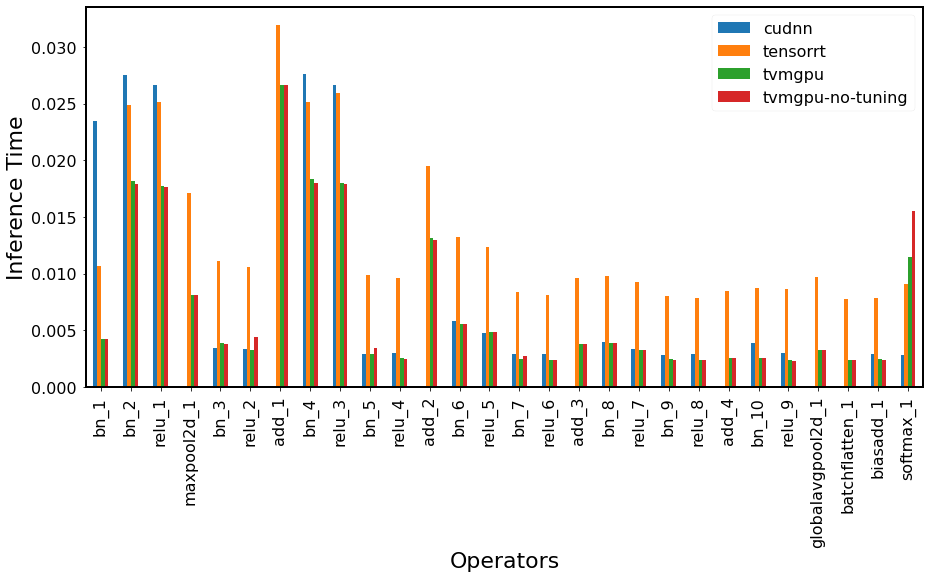 cudnn
tensorrt
tvmgpu
tvmgpu-no-tuning
Inference Time
0.030
0.025
0.020
0.015
0.010
0.005
0.000
bn_1
bn_2
relu_1
maxpool2d_1
bn_3
relu_2
add_1
bn_4
relu_3
bn_5
relu_4
add_2
bn_6
relu_5
bn_7
relu_6
add_3
bn_8
relu_7
bn_9
relu_8
add_4
bn_10
relu_9
globalavgpool2d_1
batchflatten_1
biasadd_1
softmax_1
Operators